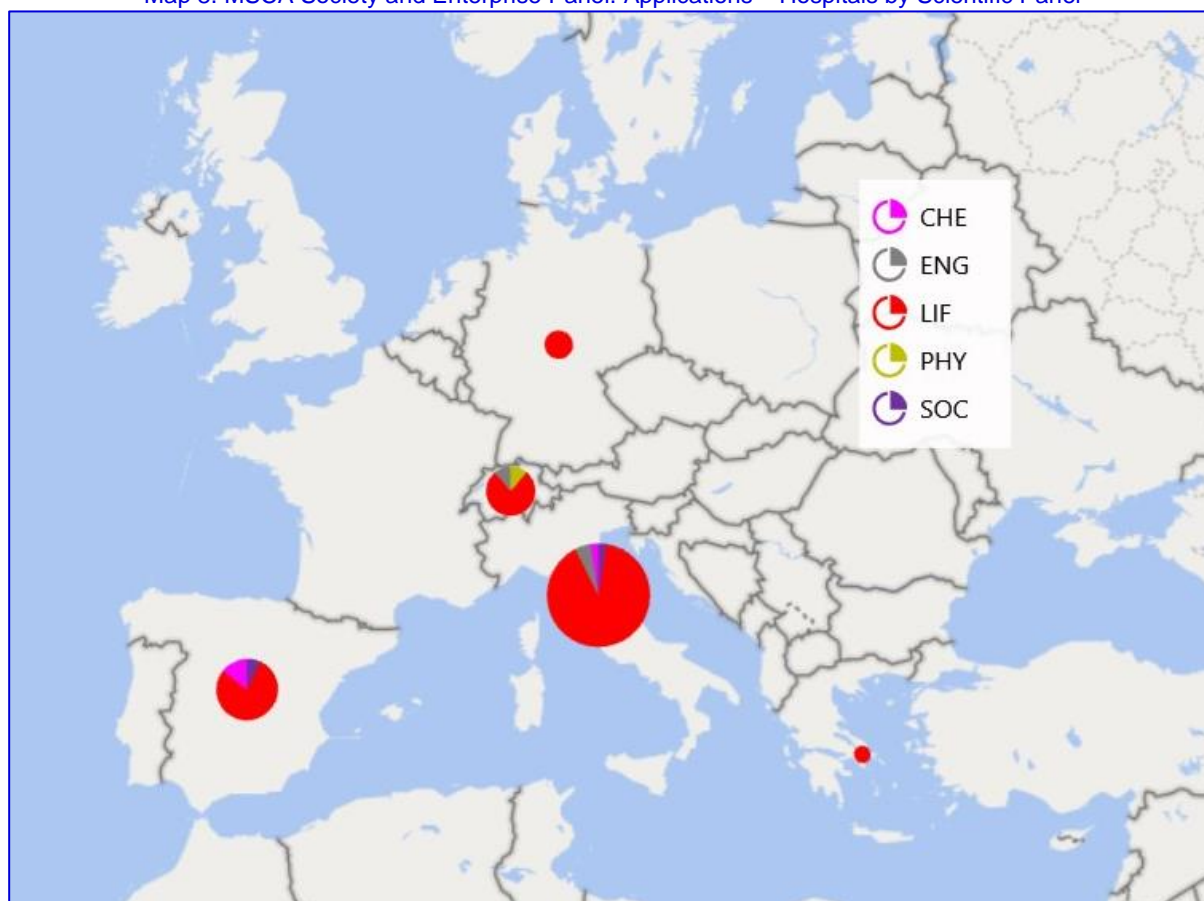 Map 3. MSCA Society and Enterprise Panel: Applications – Hospitals by Scientific Panel
CHE
ENG
LIF
PHY
SOC